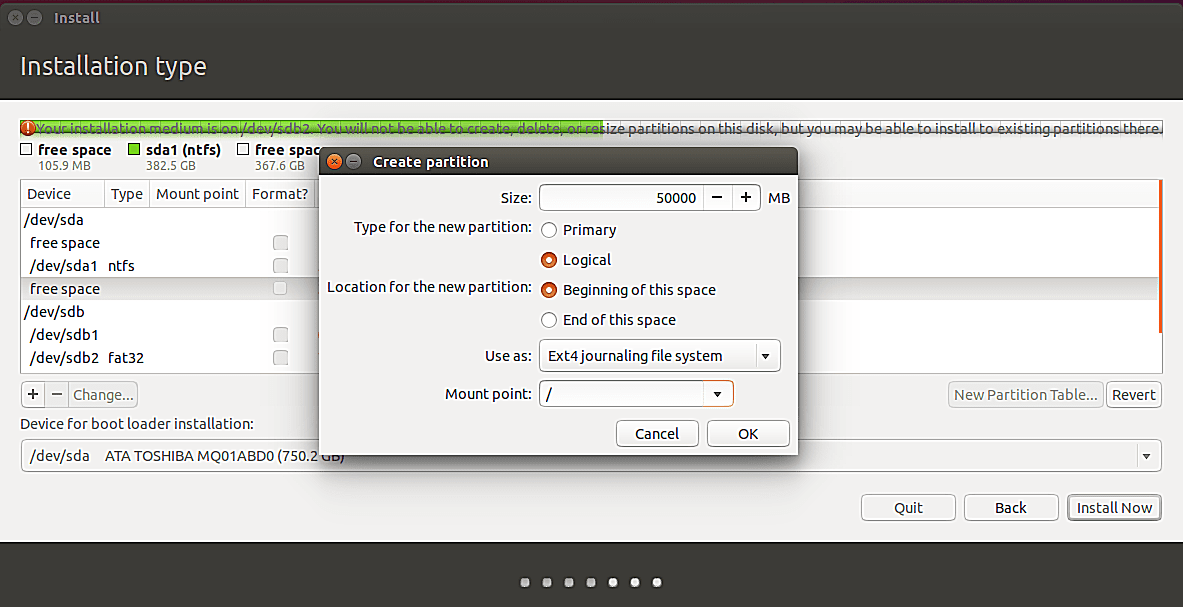 Install
Installation type
Your installation medium is on /dev/sdb2. You will not be able to create, delete, or resize partitions on this disk, but you may be able to install to existing partitions there.
free space sda1 (ntfs) free spac
105.9 MB 382.5 GB 367.6 GB
Device Type Mount point Format?
/dev/sda
free space
/dev/sda1 ntfs
free space
/dev/sdb
/dev/sdb1
/dev/sdb2 fat32
+ − Change...
New Partition Table... Revert
Device for boot loader installation:
/dev/sda ATA TOSHIBA MQ01ABD0 (750.2 GB)
Quit Back Install Now
Create partition
Size: 50000 − + MB
Type for the new partition: Primary
Logical
Location for the new partition: Beginning of this space
End of this space
Use as: Ext4 journaling file system
Mount point: /
Cancel OK